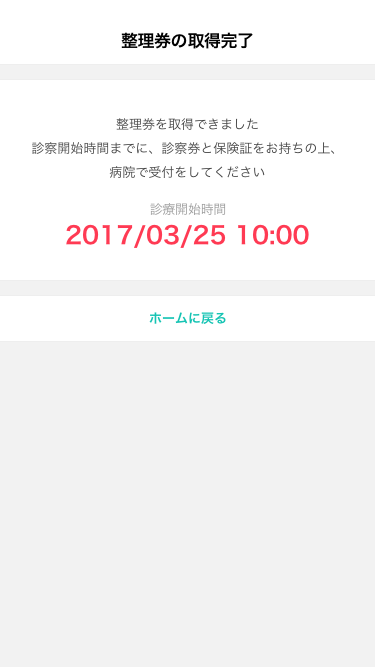 整理券の取得完了
整理券を取得できました
診察開始時間までに、診察券と保険証をお持ちの上、
病院で受付をしてください
診療開始時間
2017/03/25 10:00
ホームに戻る